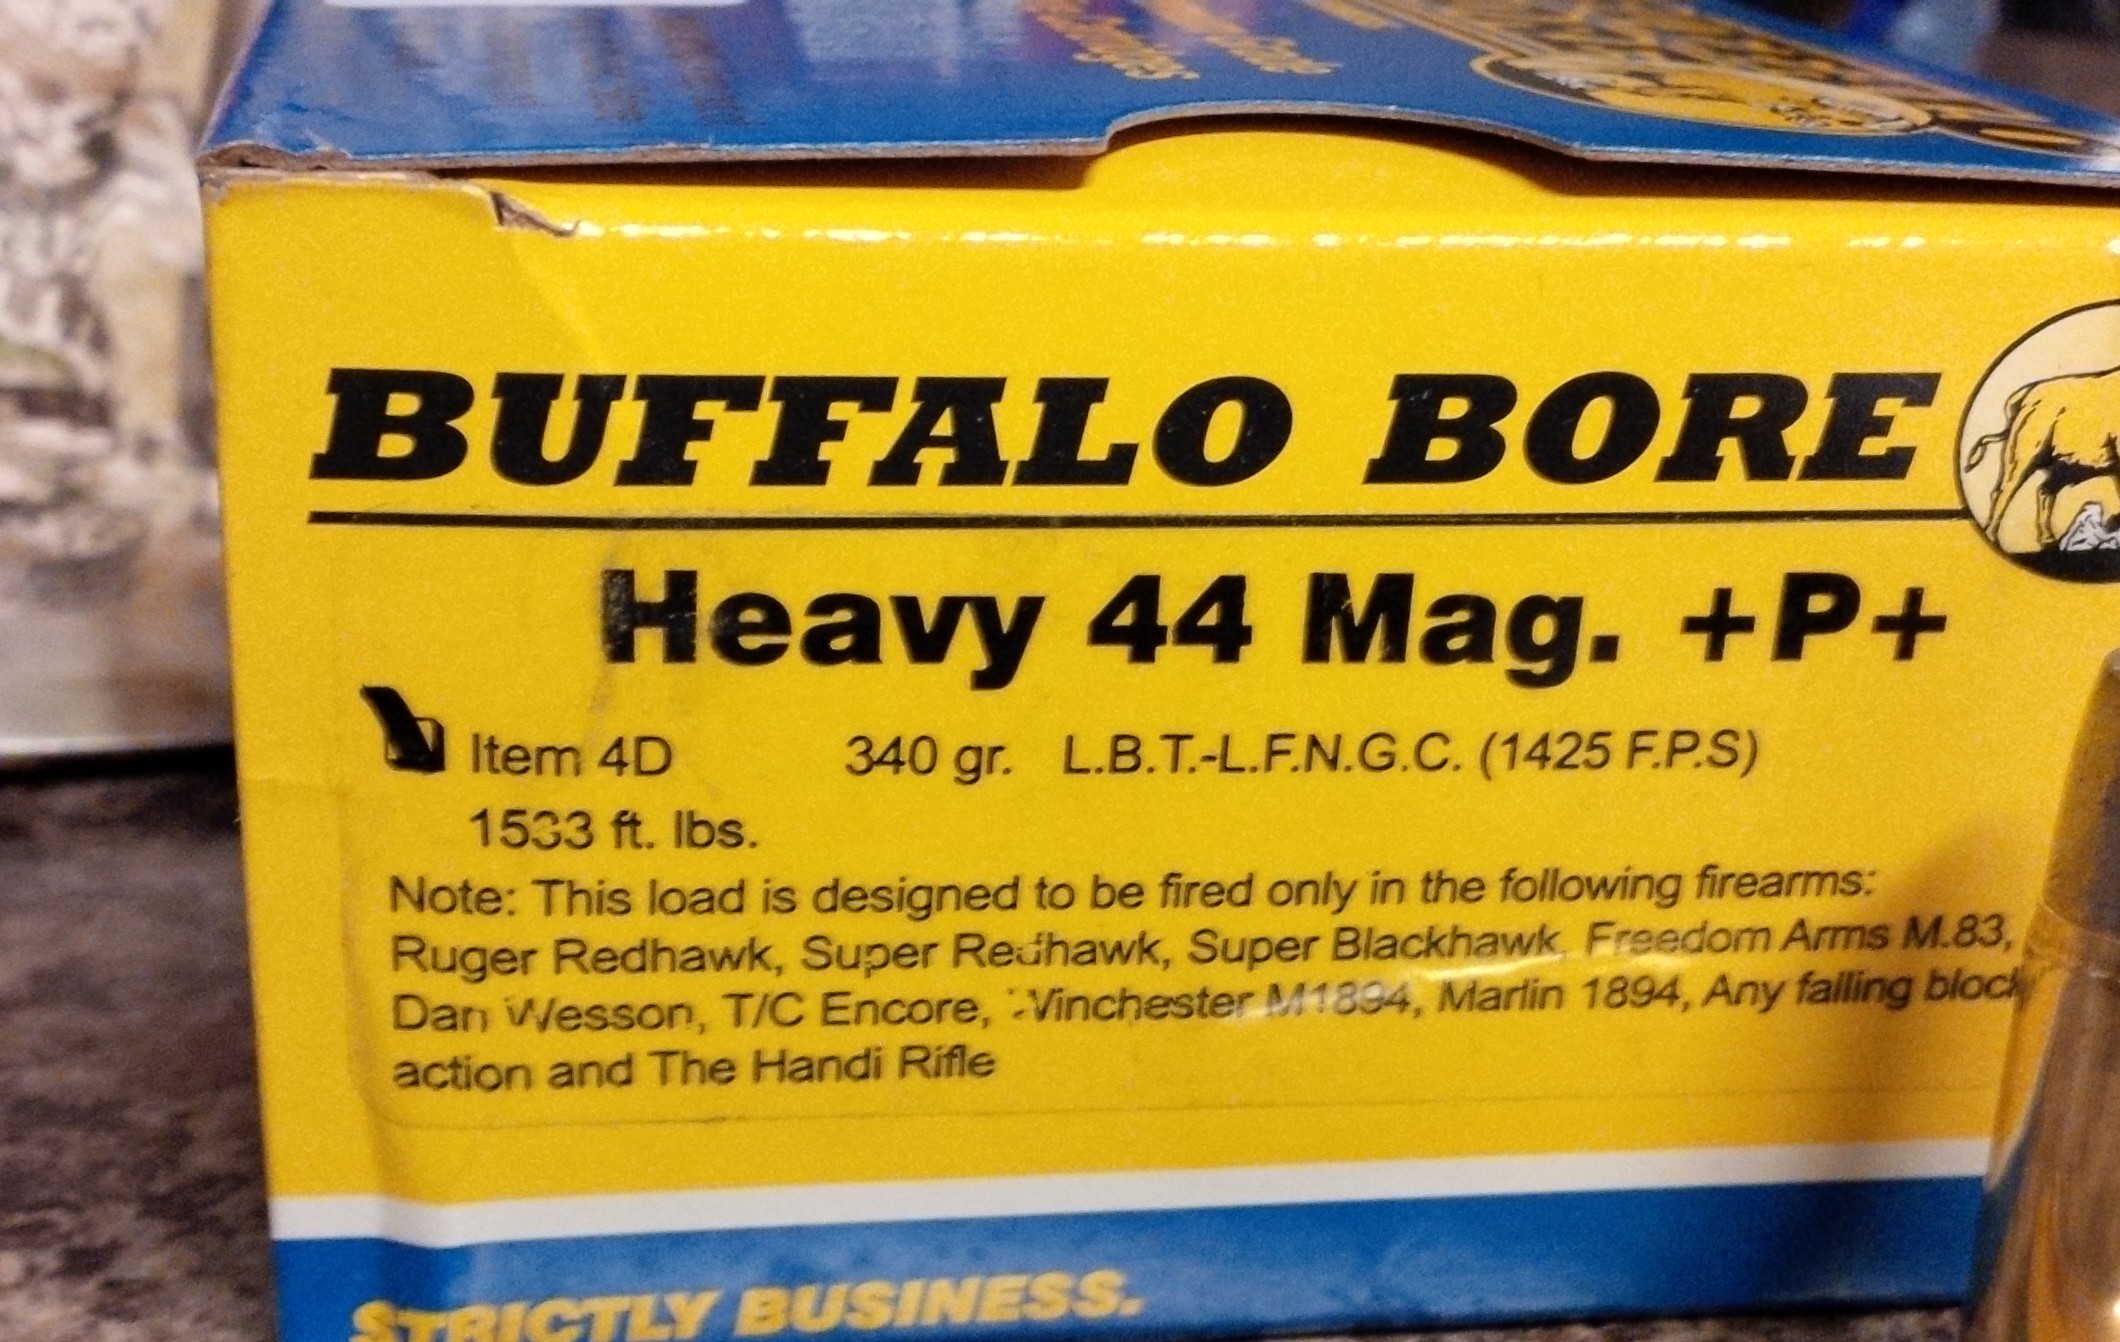 BUFFALO BORE
Heavy 44 Mag. +P+
Item 4D 340 gr. L.B.T.-L.F.N.G.C. (1425 F.P.S)
1533 ft. lbs.
Note: This load is designed to be fired only in the following firearms:
Ruger Redhawk, Super Redhawk, Super Blackhawk, Freedom Arms M.83,
Dan Wesson, T/C Encore, Winchester M1894, Marlin 1894, Any falling block
action and The Handi Rifle
STRICTLY BUSINESS.